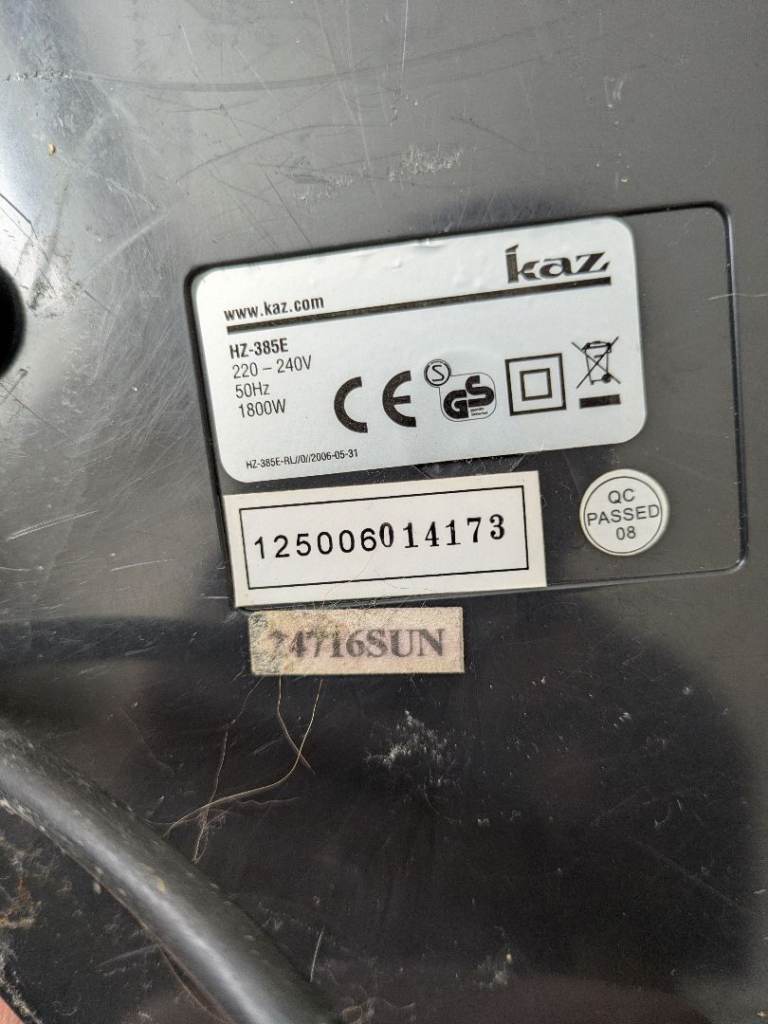 kaz
www.kaz.com
HZ-385E
220 – 240V
50Hz
1800W
CE
S
GS
HZ-385E-RL//0//2006-05-31
125006014173
QC
PASSED
08
4716SUN